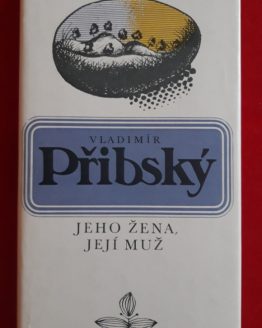 VLADIMÍR
Přibský
JEHO ŽENA,
JEJÍ MUŽ